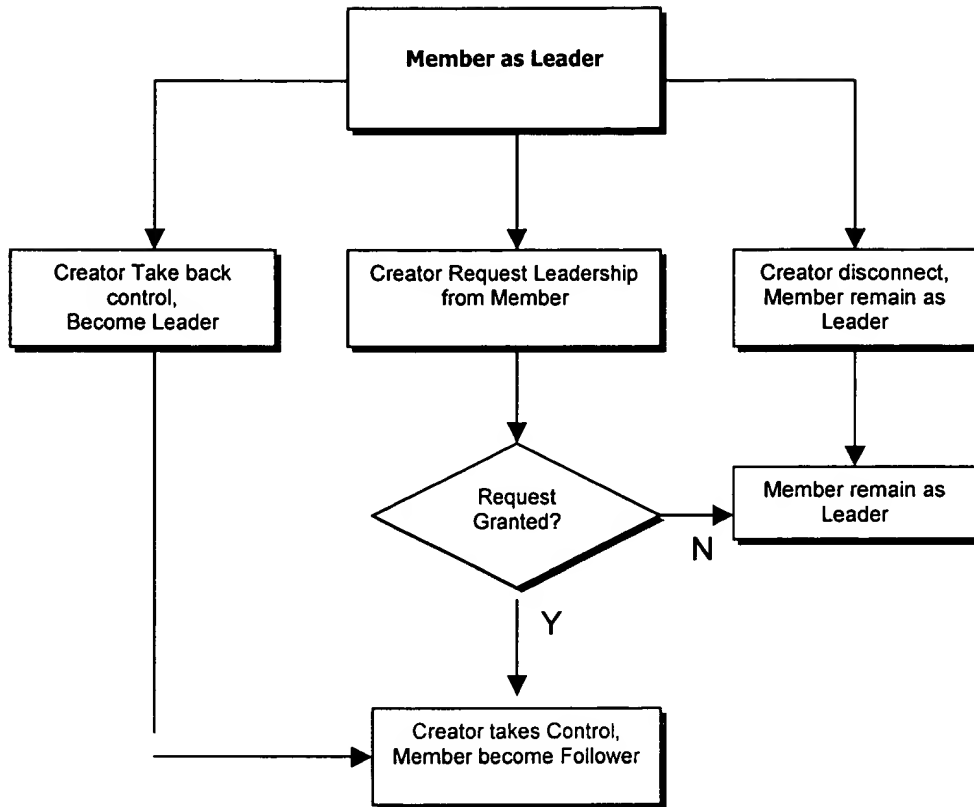 Member as Leader
Creator Take back
control,
Become Leader
Creator Request Leadership
from Member
Creator disconnect,
Member remain as
Leader
Request
Granted?
Member remain as
Leader
N
Y
Creator takes Control,
Member become Follower